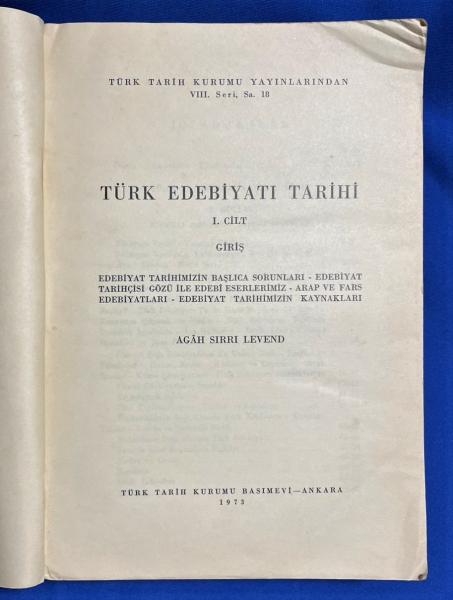 TÜRK TARİH KURUMU YAYINLARINDAN
VIII. Seri, Sa. 18
TÜRK EDEBİYATI TARİHİ
I. CİLT
GİRİŞ
EDEBİYAT TARİHİMİZİN BAŞLICA SORUNLARI - EDEBİYAT
TARİHÇİSİ GÖZÜ İLE EDEBÎ ESERLERİMİZ - ARAP VE FARS
EDEBİYATLARI - EDEBİYAT TARİHİMİZİN KAYNAKLARI
AGÂH SIRRI LEVEND
TÜRK TARİH KURUMU BASIMEVİ—ANKARA
1973